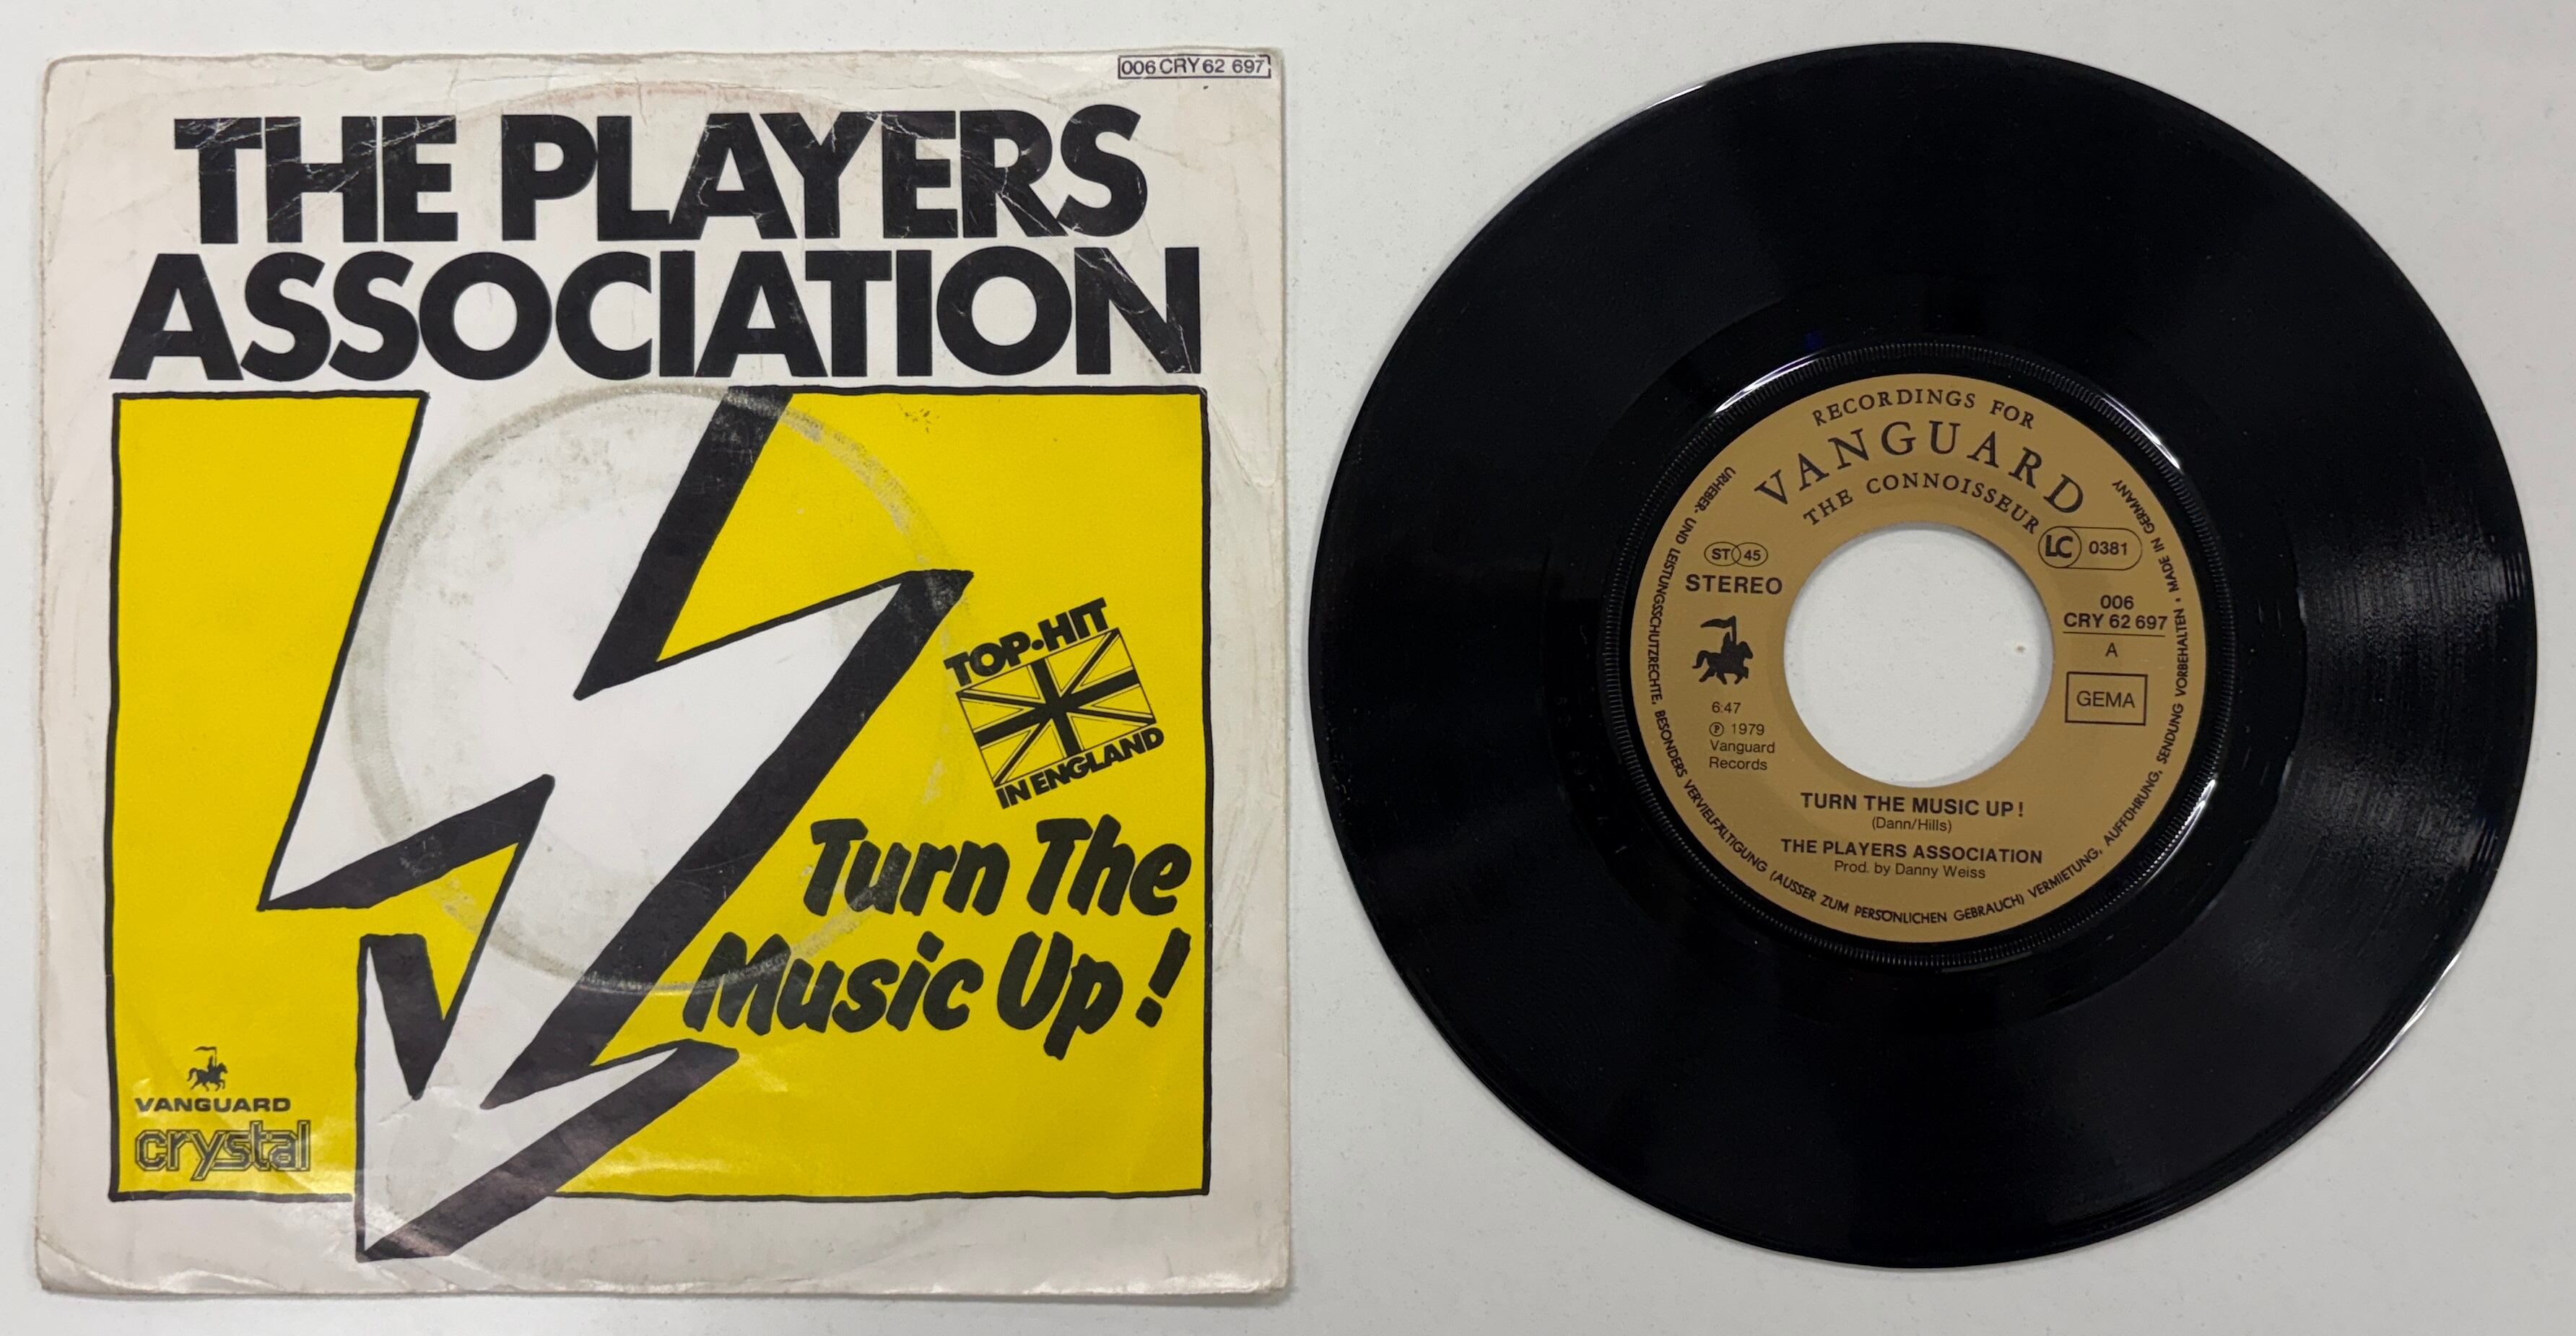 006 CRY 62 697
THE PLAYERS
ASSOCIATION
TOP-HIT
IN ENGLAND
Turn The
Music Up!
VANGUARD
crystal
RECORDINGS FOR
VANGUARD
THE CONNOISSEUR
ST 45
STEREO
LC 0381
006
CRY 62 697
A
GEMA
6:47
Ⓟ 1979
Vanguard
Records
TURN THE MUSIC UP!
(Dann/Hills)
THE PLAYERS ASSOCIATION
Prod. by Danny Weiss
URHEBER- UND LEISTUNGSSCHUTZRECHTE, BESONDERS VERVIELFÄLTIGUNG (AUSSER ZUM PERSÖNLICHEN GEBRAUCH) VERMIETUNG, AUFFÜHRUNG, SENDUNG VORBEHALTEN • MADE IN GERMANY